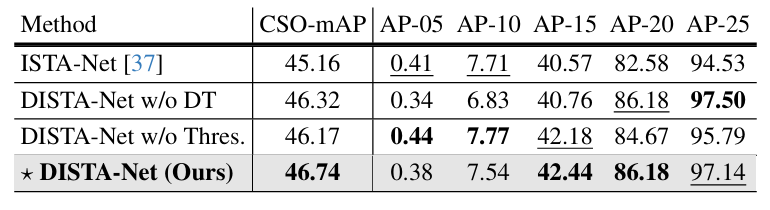 Method CSO-mAP AP-05 AP-10 AP-15 AP-20 AP-25
ISTA-Net [37] 45.16 0.41 7.71 40.57 82.58 94.53
DISTA-Net w/o DT 46.32 0.34 6.83 40.76 86.18 97.50
DISTA-Net w/o Thres. 46.17 0.44 7.77 42.18 84.67 95.79
⋆ DISTA-Net (Ours) 46.74 0.38 7.54 42.44 86.18 97.14